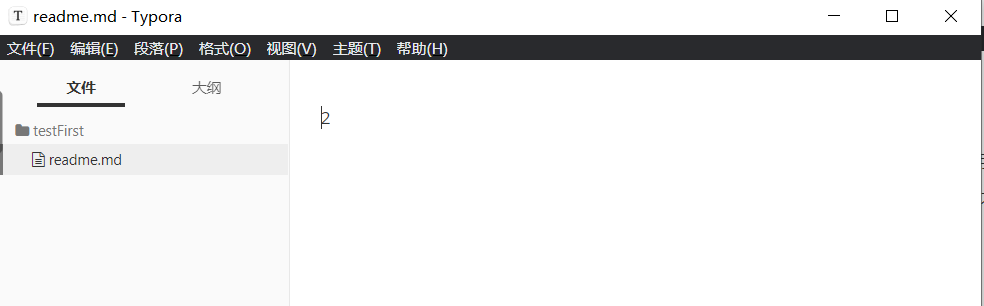 T readme.md - Typora
文件(F) 编辑(E) 段落(P) 格式(O) 视图(V) 主题(T) 帮助(H)
文件 大纲
testFirst
readme.md
2